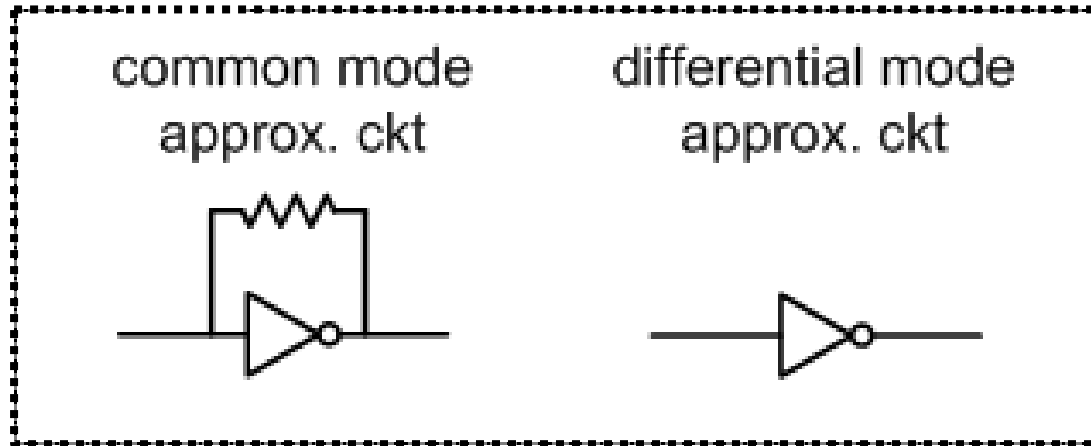 common mode
approx. ckt
differential mode
approx. ckt